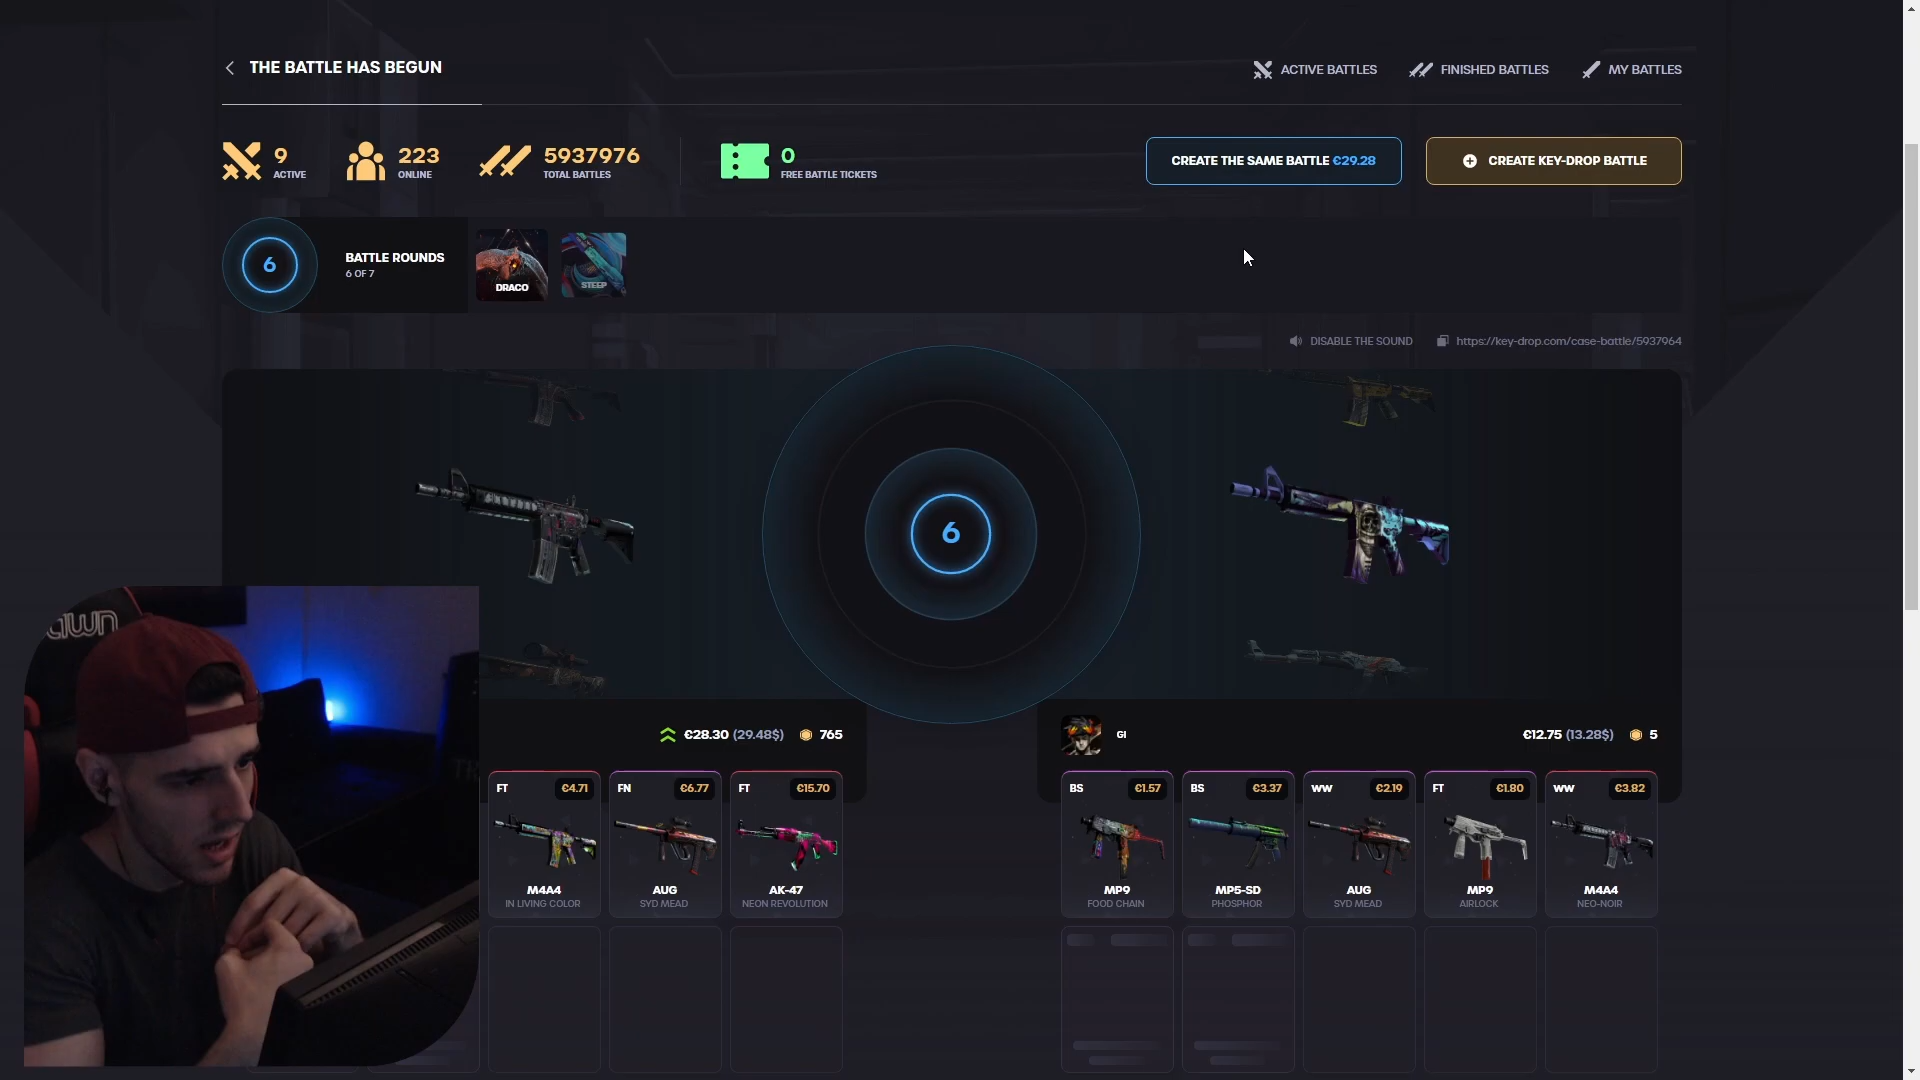 THE BATTLE HAS BEGUN
ACTIVE BATTLES
FINISHED BATTLES
MY BATTLES
9
ACTIVE
223
ONLINE
5937976
TOTAL BATTLES
0
FREE BATTLE TICKETS
CREATE THE SAME BATTLE €29.28
CREATE KEY-DROP BATTLE
6
BATTLE ROUNDS
6 OF 7
DRACO
STEEP
DISABLE THE SOUND
https://key-drop.com/case-battle/5937964
6
€28.30 (29.48$) 765
GI
€12.75 (13.28$) 5
FT €4.71
M4A4
IN LIVING COLOR
FN €6.77
AUG
SYD MEAD
FT €15.70
AK-47
NEON REVOLUTION
BS €1.57
MP9
FOOD CHAIN
BS €3.37
MP5-SD
PHOSPHOR
WW €2.19
AUG
SYD MEAD
FT €1.80
MP9
AIRLOCK
WW €3.82
M4A4
NEO-NOIR